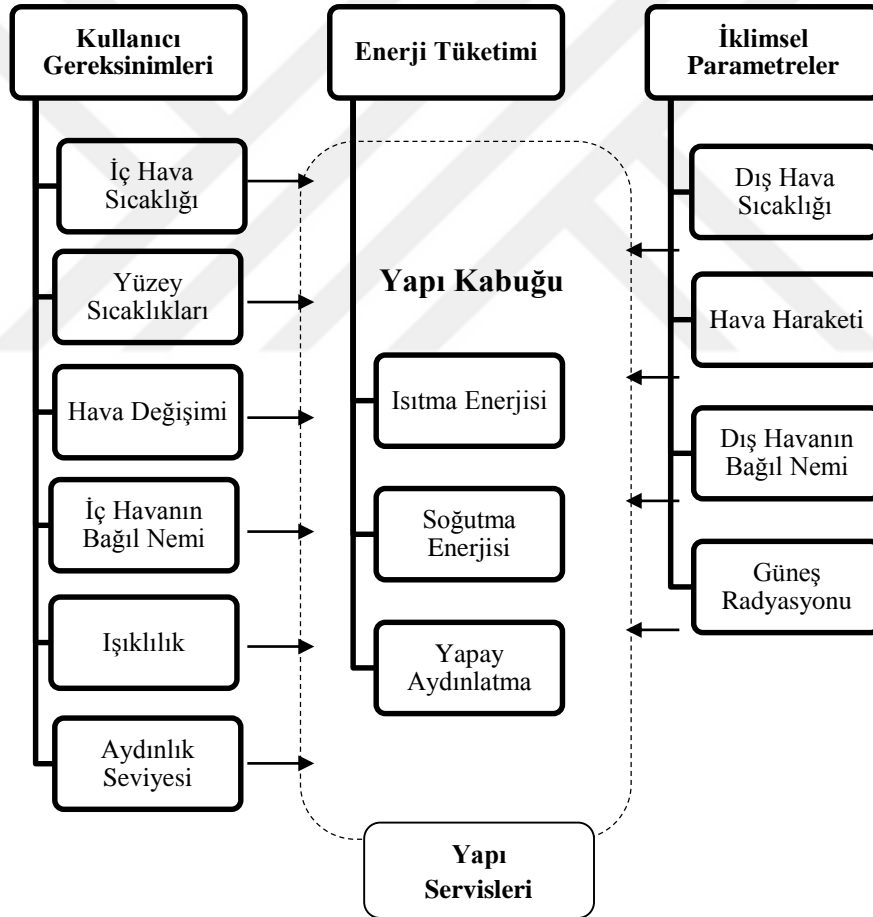 Kullanıcı
Gereksinimleri
İç Hava
Sıcaklığı
Yüzey
Sıcaklıkları
Hava Değişimi
İç Havanın
Bağıl Nemi
Işıklılık
Aydınlık
Seviyesi
Enerji Tüketimi
Yapı Kabuğu
Isıtma Enerjisi
Soğutma
Enerjisi
Yapay
Aydınlatma
Yapı
Servisleri
İklimsel
Parametreler
Dış Hava
Sıcaklığı
Hava Haraketi
Dış Havanın
Bağıl Nemi
Güneş
Radyasyonu